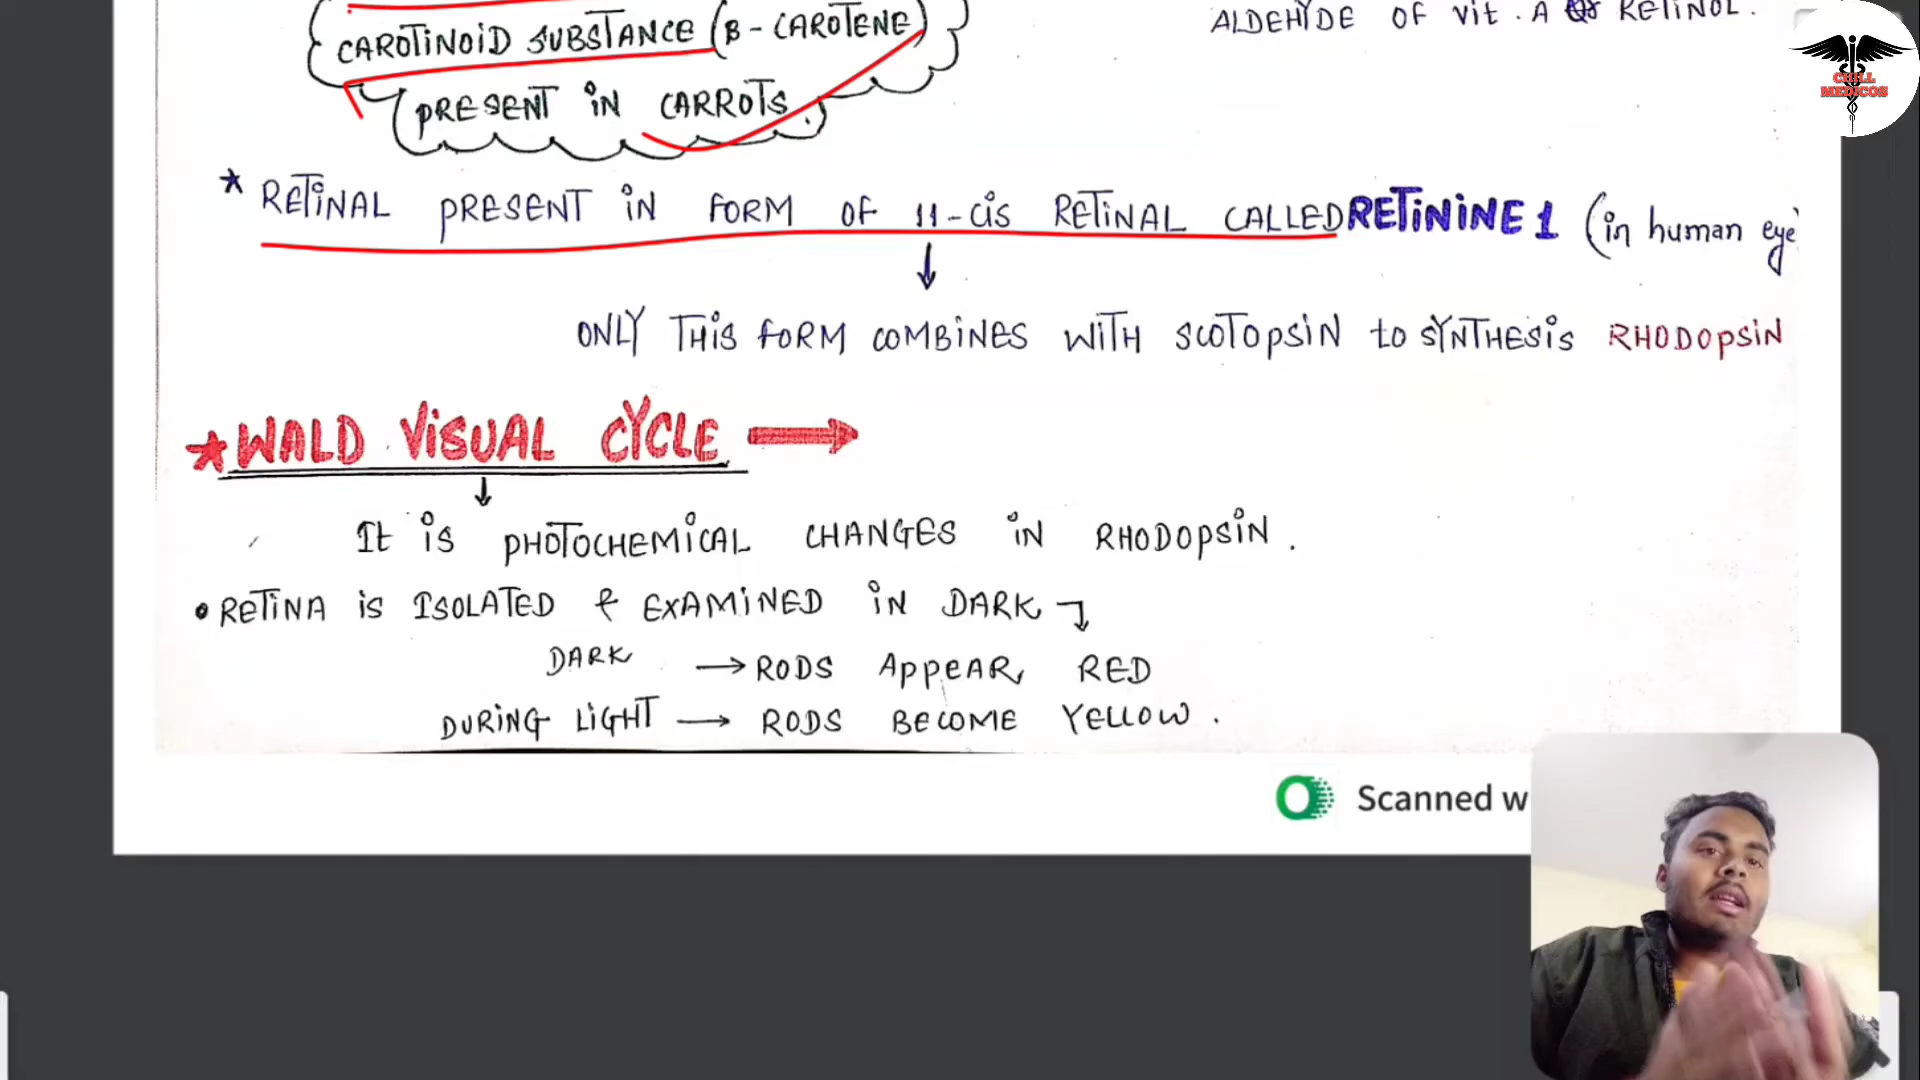 ALDEHYDE OF Vit. A RETINOL.
CAROTINOID SUBSTANCE (B-CAROTENE)
CHILL
MEDICOS
PRESENT IN CARROTS.
* RETINAL PRESENT IN FORM OF 11-CIS RETINAL CALLED RETININE 1 (in human eye)
ONLY THIS FORM COMBINES WITH SCOTOPSIN to SYNTHESIS RHODOPSIN
* WALD VISUAL CYCLE
It is PHOTOCHEMICAL CHANGES IN RHODOPSIN.
• RETINA is ISOLATED & EXAMINED IN DARK
DARK → RODS APPEAR RED
DURING LIGHT → RODS BECOME YELLOW.
Scanned w